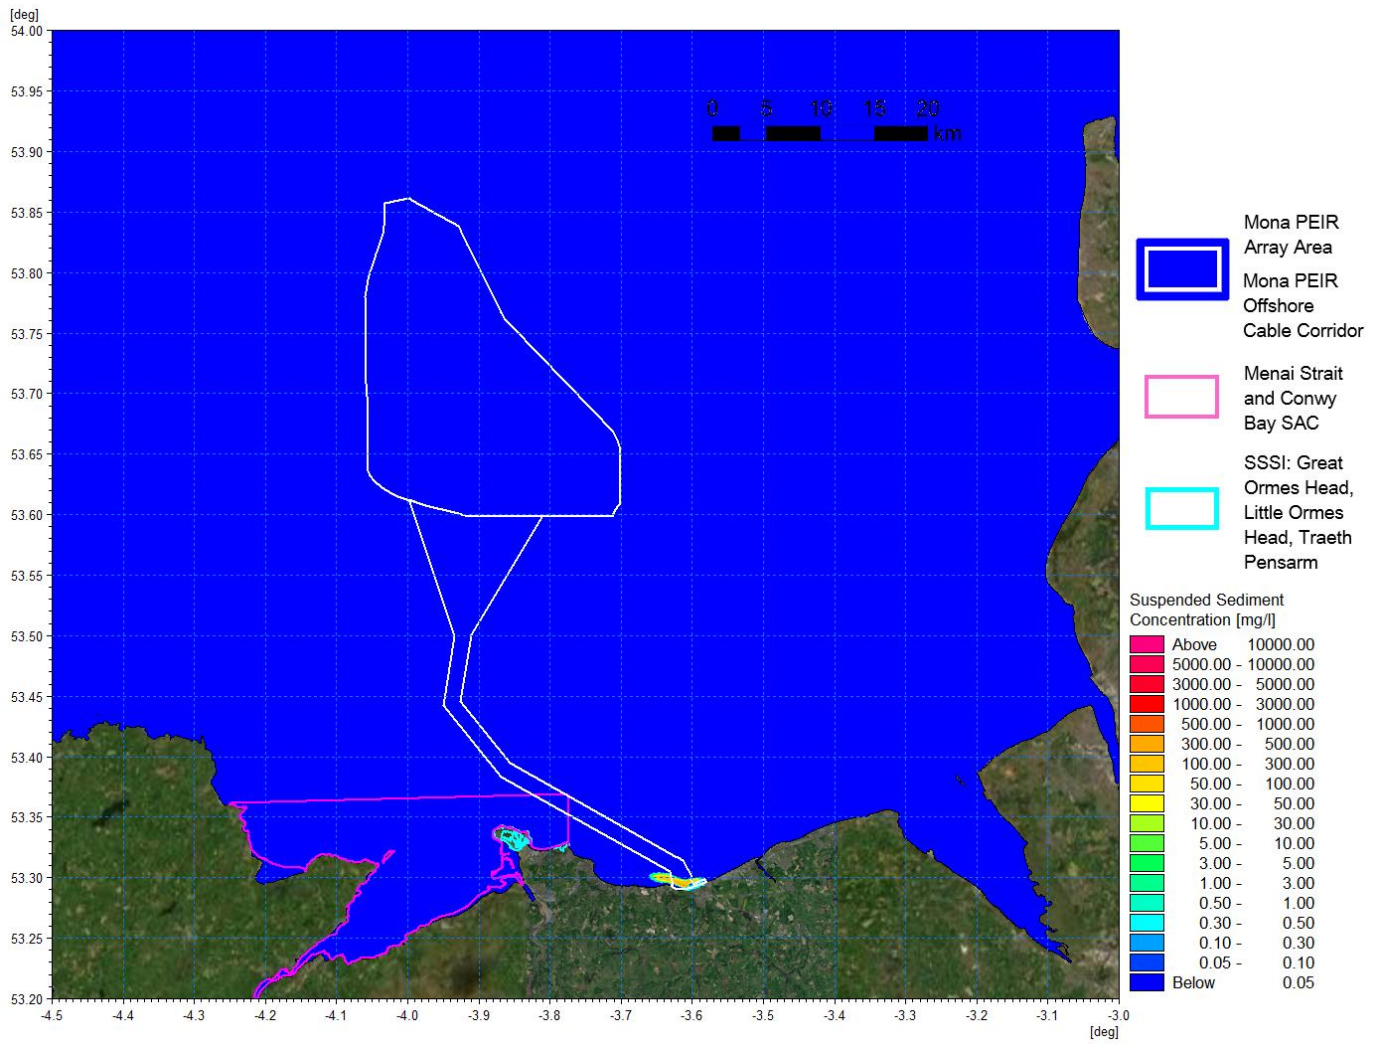 [deg]
54.00
53.95
53.90
53.85
53.80
53.75
53.70
53.65
53.60
53.55
53.50
53.45
53.40
53.35
53.30
53.25
53.20
-4.5 -4.4 -4.3 -4.2 -4.1 -4.0 -3.9 -3.8 -3.7 -3.6 -3.5 -3.4 -3.3 -3.2 -3.1 -3.0
[deg]
0 5 10 15 20
km
Mona PEIR
Array Area
Mona PEIR
Offshore
Cable Corridor
Menai Strait
and Conwy
Bay SAC
SSSI: Great
Ormes Head,
Little Ormes
Head, Traeth
Pensarm
Suspended Sediment
Concentration [mg/l]
Above 10000.00
5000.00 - 10000.00
3000.00 - 5000.00
1000.00 - 3000.00
500.00 - 1000.00
300.00 - 500.00
100.00 - 300.00
50.00 - 100.00
30.00 - 50.00
10.00 - 30.00
5.00 - 10.00
3.00 - 5.00
1.00 - 3.00
0.50 - 1.00
0.30 - 0.50
0.10 - 0.30
0.05 - 0.10
Below 0.05